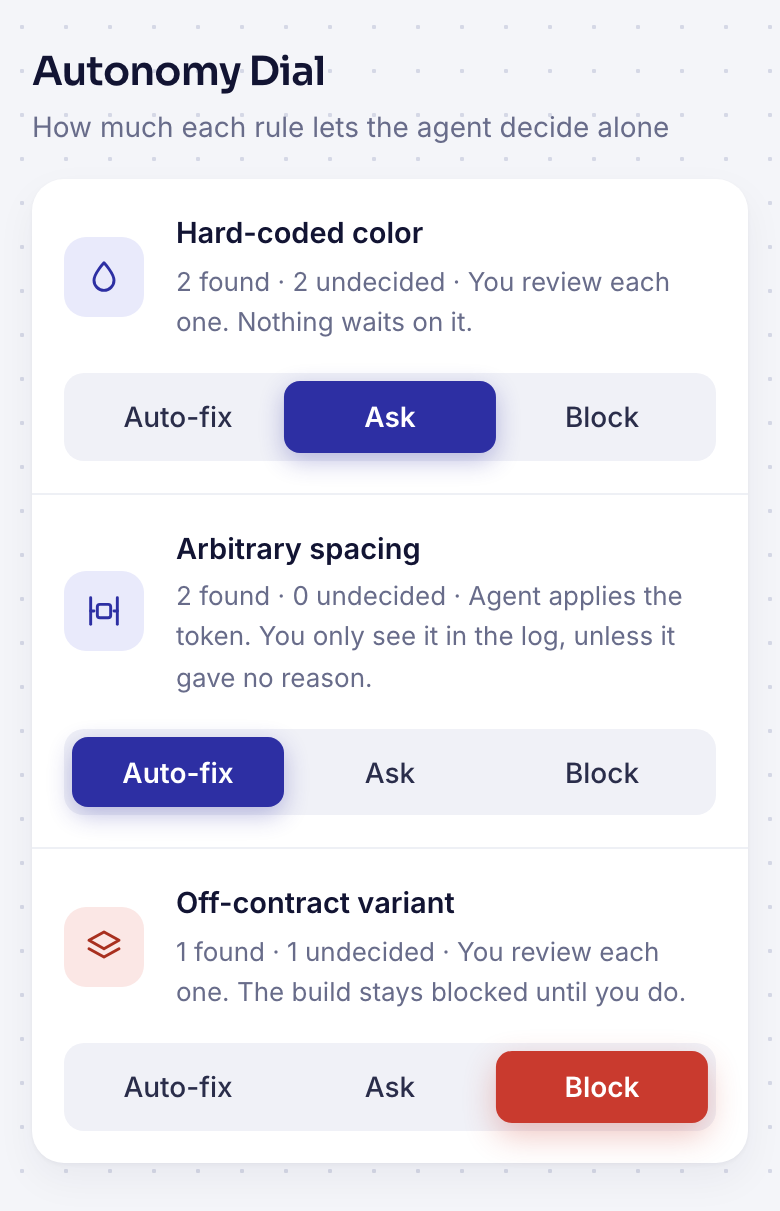 Autonomy Dial
How much each rule lets the agent decide alone
Hard-coded color
2 found · 2 undecided · You review each
one. Nothing waits on it.
Auto-fix Ask Block
Arbitrary spacing
2 found · 0 undecided · Agent applies the
token. You only see it in the log, unless it
gave no reason.
Auto-fix Ask Block
Off-contract variant
1 found · 1 undecided · You review each
one. The build stays blocked until you do.
Auto-fix Ask Block